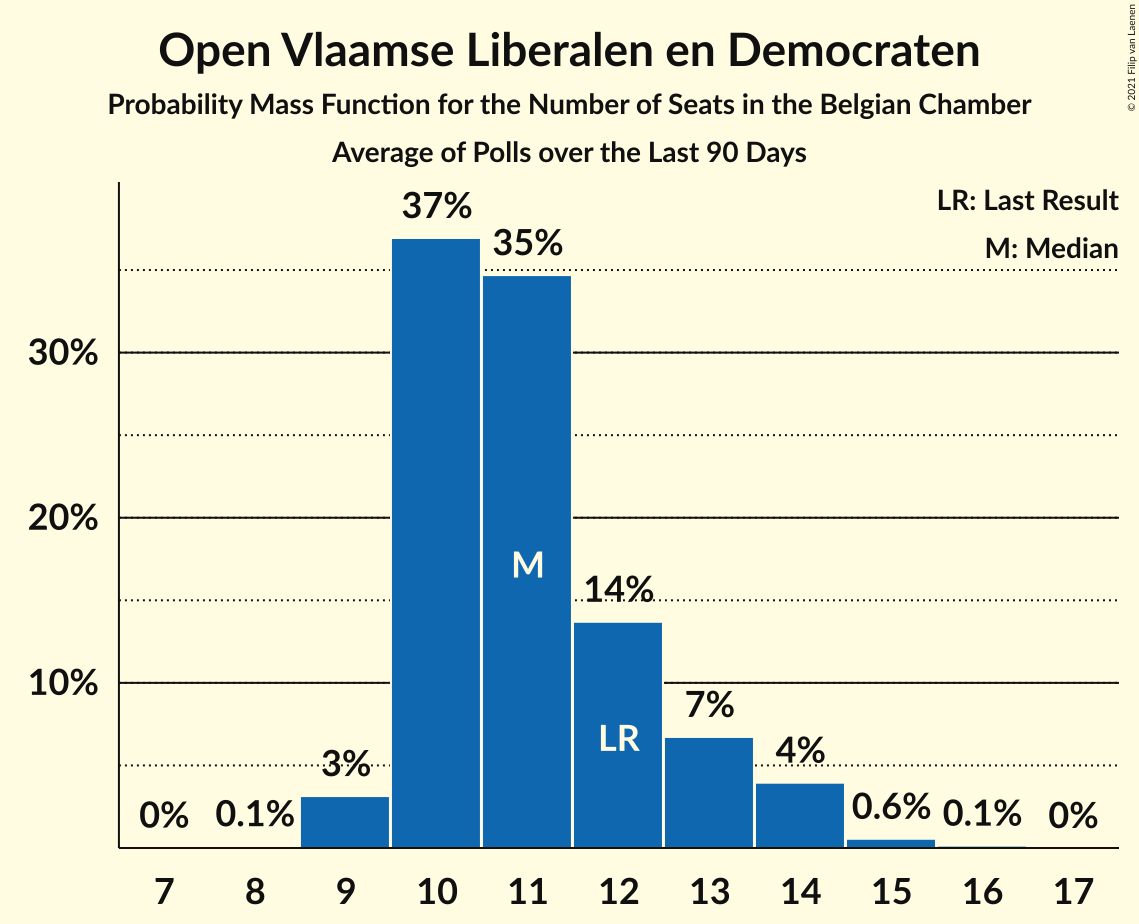 Open Vlaamse Liberalen en Democraten
Probability Mass Function for the Number of Seats in the Belgian Chamber
Average of Polls over the Last 90 Days
© 2021 Filip van Laenen
LR: Last Result
M: Median
37%
35%
30%
20%
M
14%
10%
7%
LR
4%
3%
0%
0.1%
0.6%
0.1%
0%
7 8 9 10 11 12 13 14 15 16 17